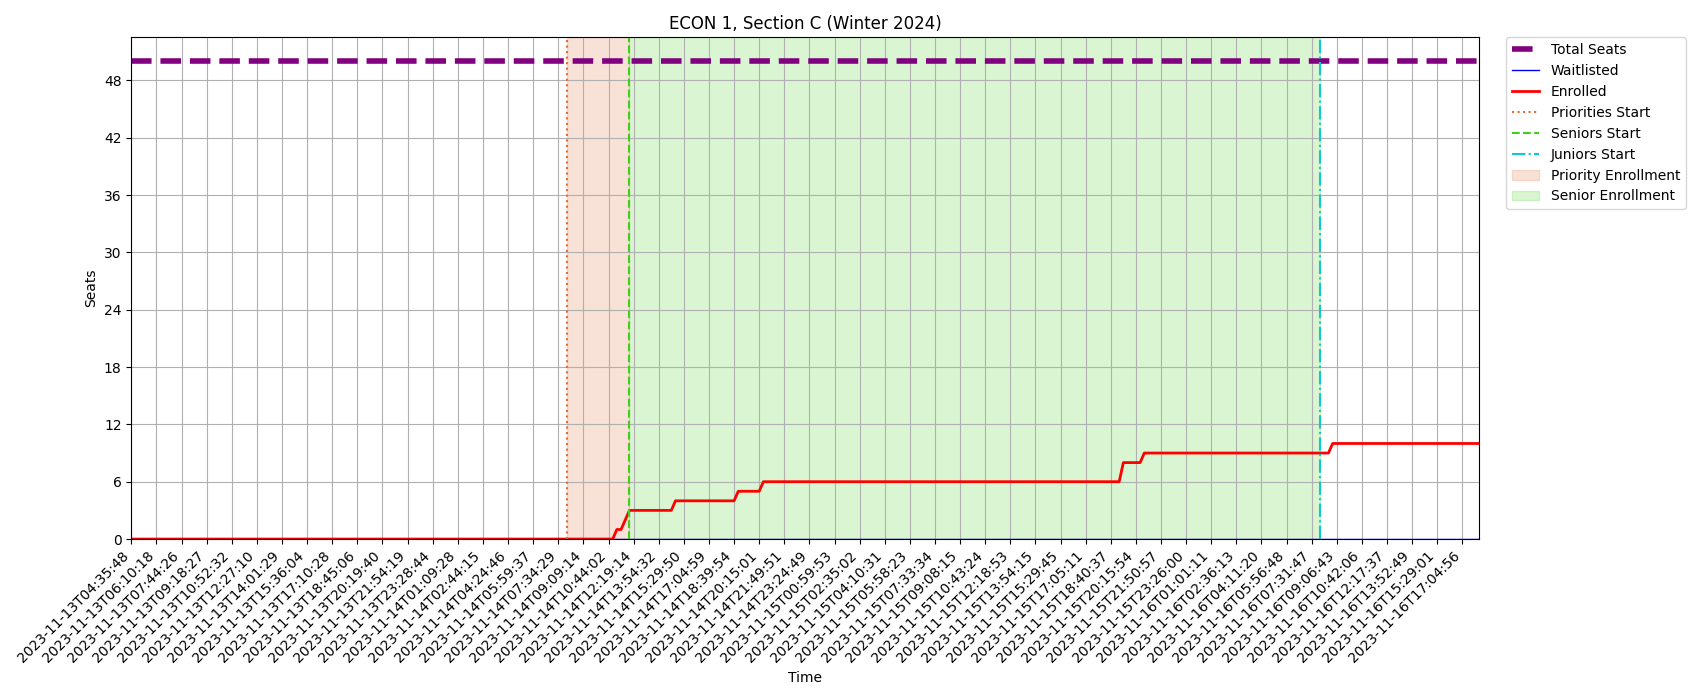 ECON 1, Section C (Winter 2024)
Total Seats
Waitlisted
Enrolled
Priorities Start
Seniors Start
Juniors Start
Priority Enrollment
Senior Enrollment
Seats
48
42
36
30
24
18
12
6
0
2023-11-13T04:35:48
2023-11-13T06:10:18
2023-11-13T07:44:26
2023-11-13T09:18:27
2023-11-13T10:52:32
2023-11-13T12:27:10
2023-11-13T14:01:29
2023-11-13T15:36:04
2023-11-13T17:10:28
2023-11-13T18:45:06
2023-11-13T20:19:40
2023-11-13T21:54:19
2023-11-13T23:28:44
2023-11-14T01:09:28
2023-11-14T02:44:15
2023-11-14T04:24:46
2023-11-14T05:59:37
2023-11-14T07:34:29
2023-11-14T09:09:14
2023-11-14T10:44:02
2023-11-14T12:19:14
2023-11-14T13:54:32
2023-11-14T15:29:50
2023-11-14T17:04:59
2023-11-14T18:39:54
2023-11-14T20:15:01
2023-11-14T21:49:51
2023-11-14T23:24:49
2023-11-15T00:59:53
2023-11-15T02:35:02
2023-11-15T04:10:31
2023-11-15T05:58:23
2023-11-15T07:33:34
2023-11-15T09:08:15
2023-11-15T10:43:24
2023-11-15T12:18:53
2023-11-15T13:54:15
2023-11-15T15:29:45
2023-11-15T17:05:11
2023-11-15T18:40:37
2023-11-15T20:15:54
2023-11-15T21:50:57
2023-11-15T23:26:00
2023-11-16T01:01:11
2023-11-16T02:36:13
2023-11-16T04:11:20
2023-11-16T05:56:48
2023-11-16T07:31:47
2023-11-16T09:06:43
2023-11-16T10:42:06
2023-11-16T12:17:37
2023-11-16T13:52:49
2023-11-16T15:29:01
2023-11-16T17:04:56
Time